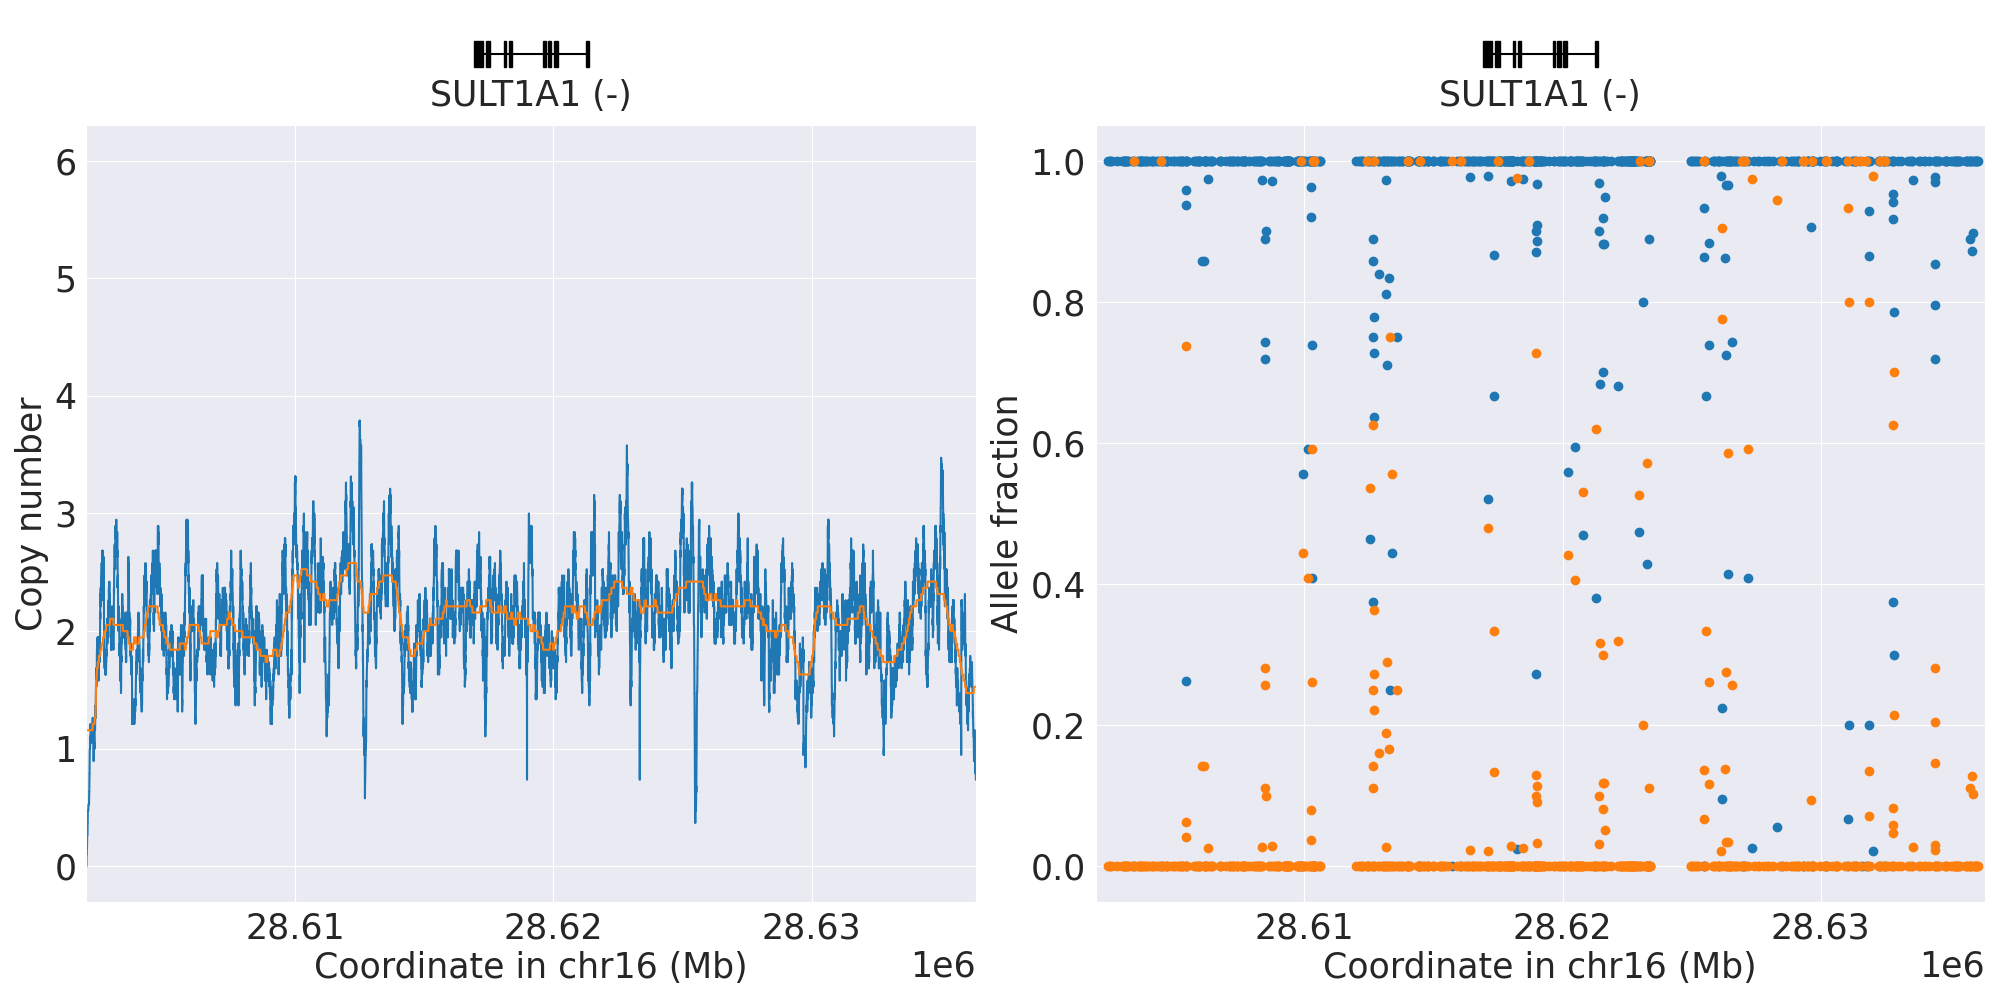 SULT1A1 (-)
6
5
4
3
2
1
0
Copy number
28.61
28.62
28.63
Coordinate in chr16 (Mb)
1e6
SULT1A1 (-)
1.0
0.8
0.6
0.4
0.2
0.0
Allele fraction
28.61
28.62
28.63
Coordinate in chr16 (Mb)
1e6